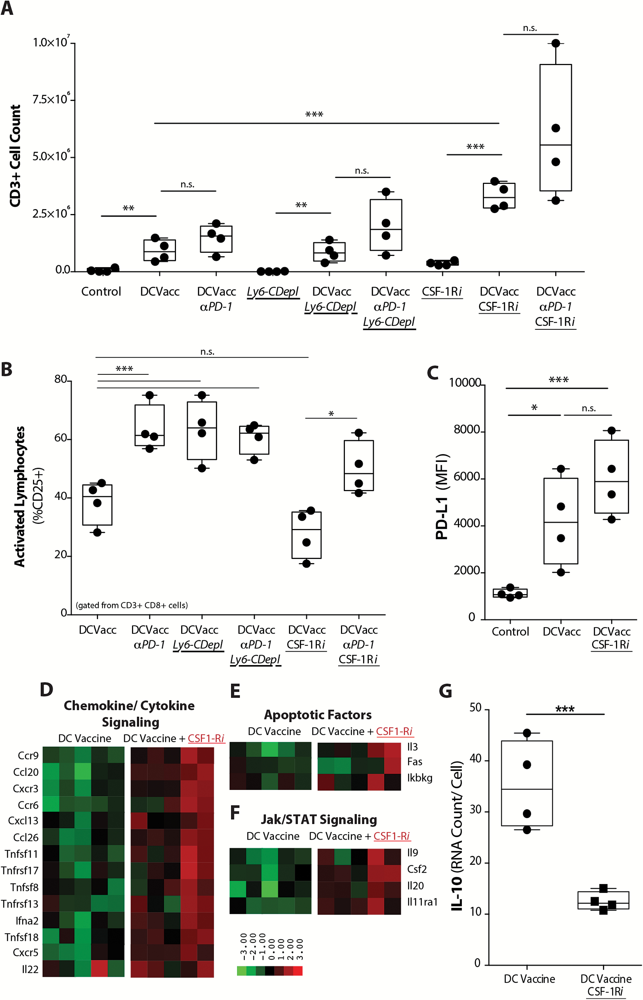 A
n.s.
1.0×10⁷
7.5×10⁶
5.0×10⁶
2.5×10⁶
0.0
CD3+ Cell Count
***
***
n.s.
n.s.
**
**
Control
DCVacc
DCVacc
αPD-1
Ly6-CDepl
DCVacc
Ly6-CDepl
DCVacc
αPD-1
Ly6-CDepl
CSF-1Ri
DCVacc
CSF-1Ri
DCVacc
αPD-1
CSF-1Ri
B
n.s.
***
*
80
60
40
20
0
Activated Lymphocytes
(%CD25+)
(gated from CD3+ CD8+ cells)
DCVacc
DCVacc
αPD-1
DCVacc
Ly6-CDepl
DCVacc
αPD-1
Ly6-CDepl
DCVacc
CSF-1Ri
DCVacc
αPD-1
CSF-1Ri
C
***
*
n.s.
10000
8000
6000
4000
2000
0
PD-L1 (MFI)
Control
DCVacc
DCVacc
CSF-1Ri
D
Chemokine/ Cytokine
Signaling
DC Vaccine
DC Vaccine + CSF1-Ri
Ccr9
Ccl20
Cxcr3
Ccr6
Cxcl13
Ccl26
Tnfsf11
Tnfrsf17
Tnfsf8
Tnfrsf13
Ifna2
Tnfsf18
Cxcr5
Il22
E
Apoptotic Factors
DC Vaccine
DC Vaccine + CSF1-Ri
Il3
Fas
Ikbkg
F
Jak/STAT Signaling
DC Vaccine
DC Vaccine + CSF1-Ri
Il9
Csf2
Il20
Il11ra1
-3.00
-2.00
-1.00
0.00
1.00
2.00
3.00
G
***
50
40
30
20
10
0
IL-10 (RNA Count/ Cell)
DC Vaccine
DC Vaccine
CSF-1Ri